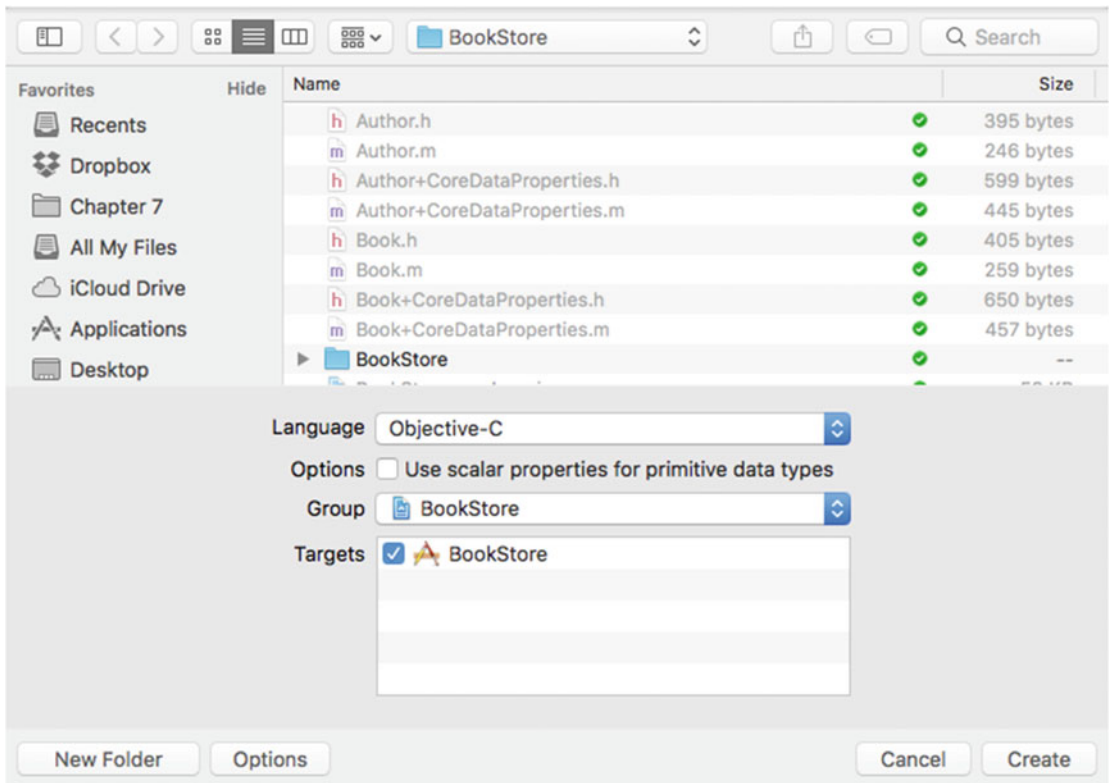 BookStore
Search
Favorites Hide
Recents
Dropbox
Chapter 7
All My Files
iCloud Drive
Applications
Desktop
Name Size
h Author.h 395 bytes
m Author.m 246 bytes
h Author+CoreDataProperties.h 599 bytes
m Author+CoreDataProperties.m 445 bytes
h Book.h 405 bytes
m Book.m 259 bytes
h Book+CoreDataProperties.h 650 bytes
m Book+CoreDataProperties.m 457 bytes
BookStore --
Language Objective-C
Options Use scalar properties for primitive data types
Group BookStore
Targets BookStore
New Folder Options Cancel Create